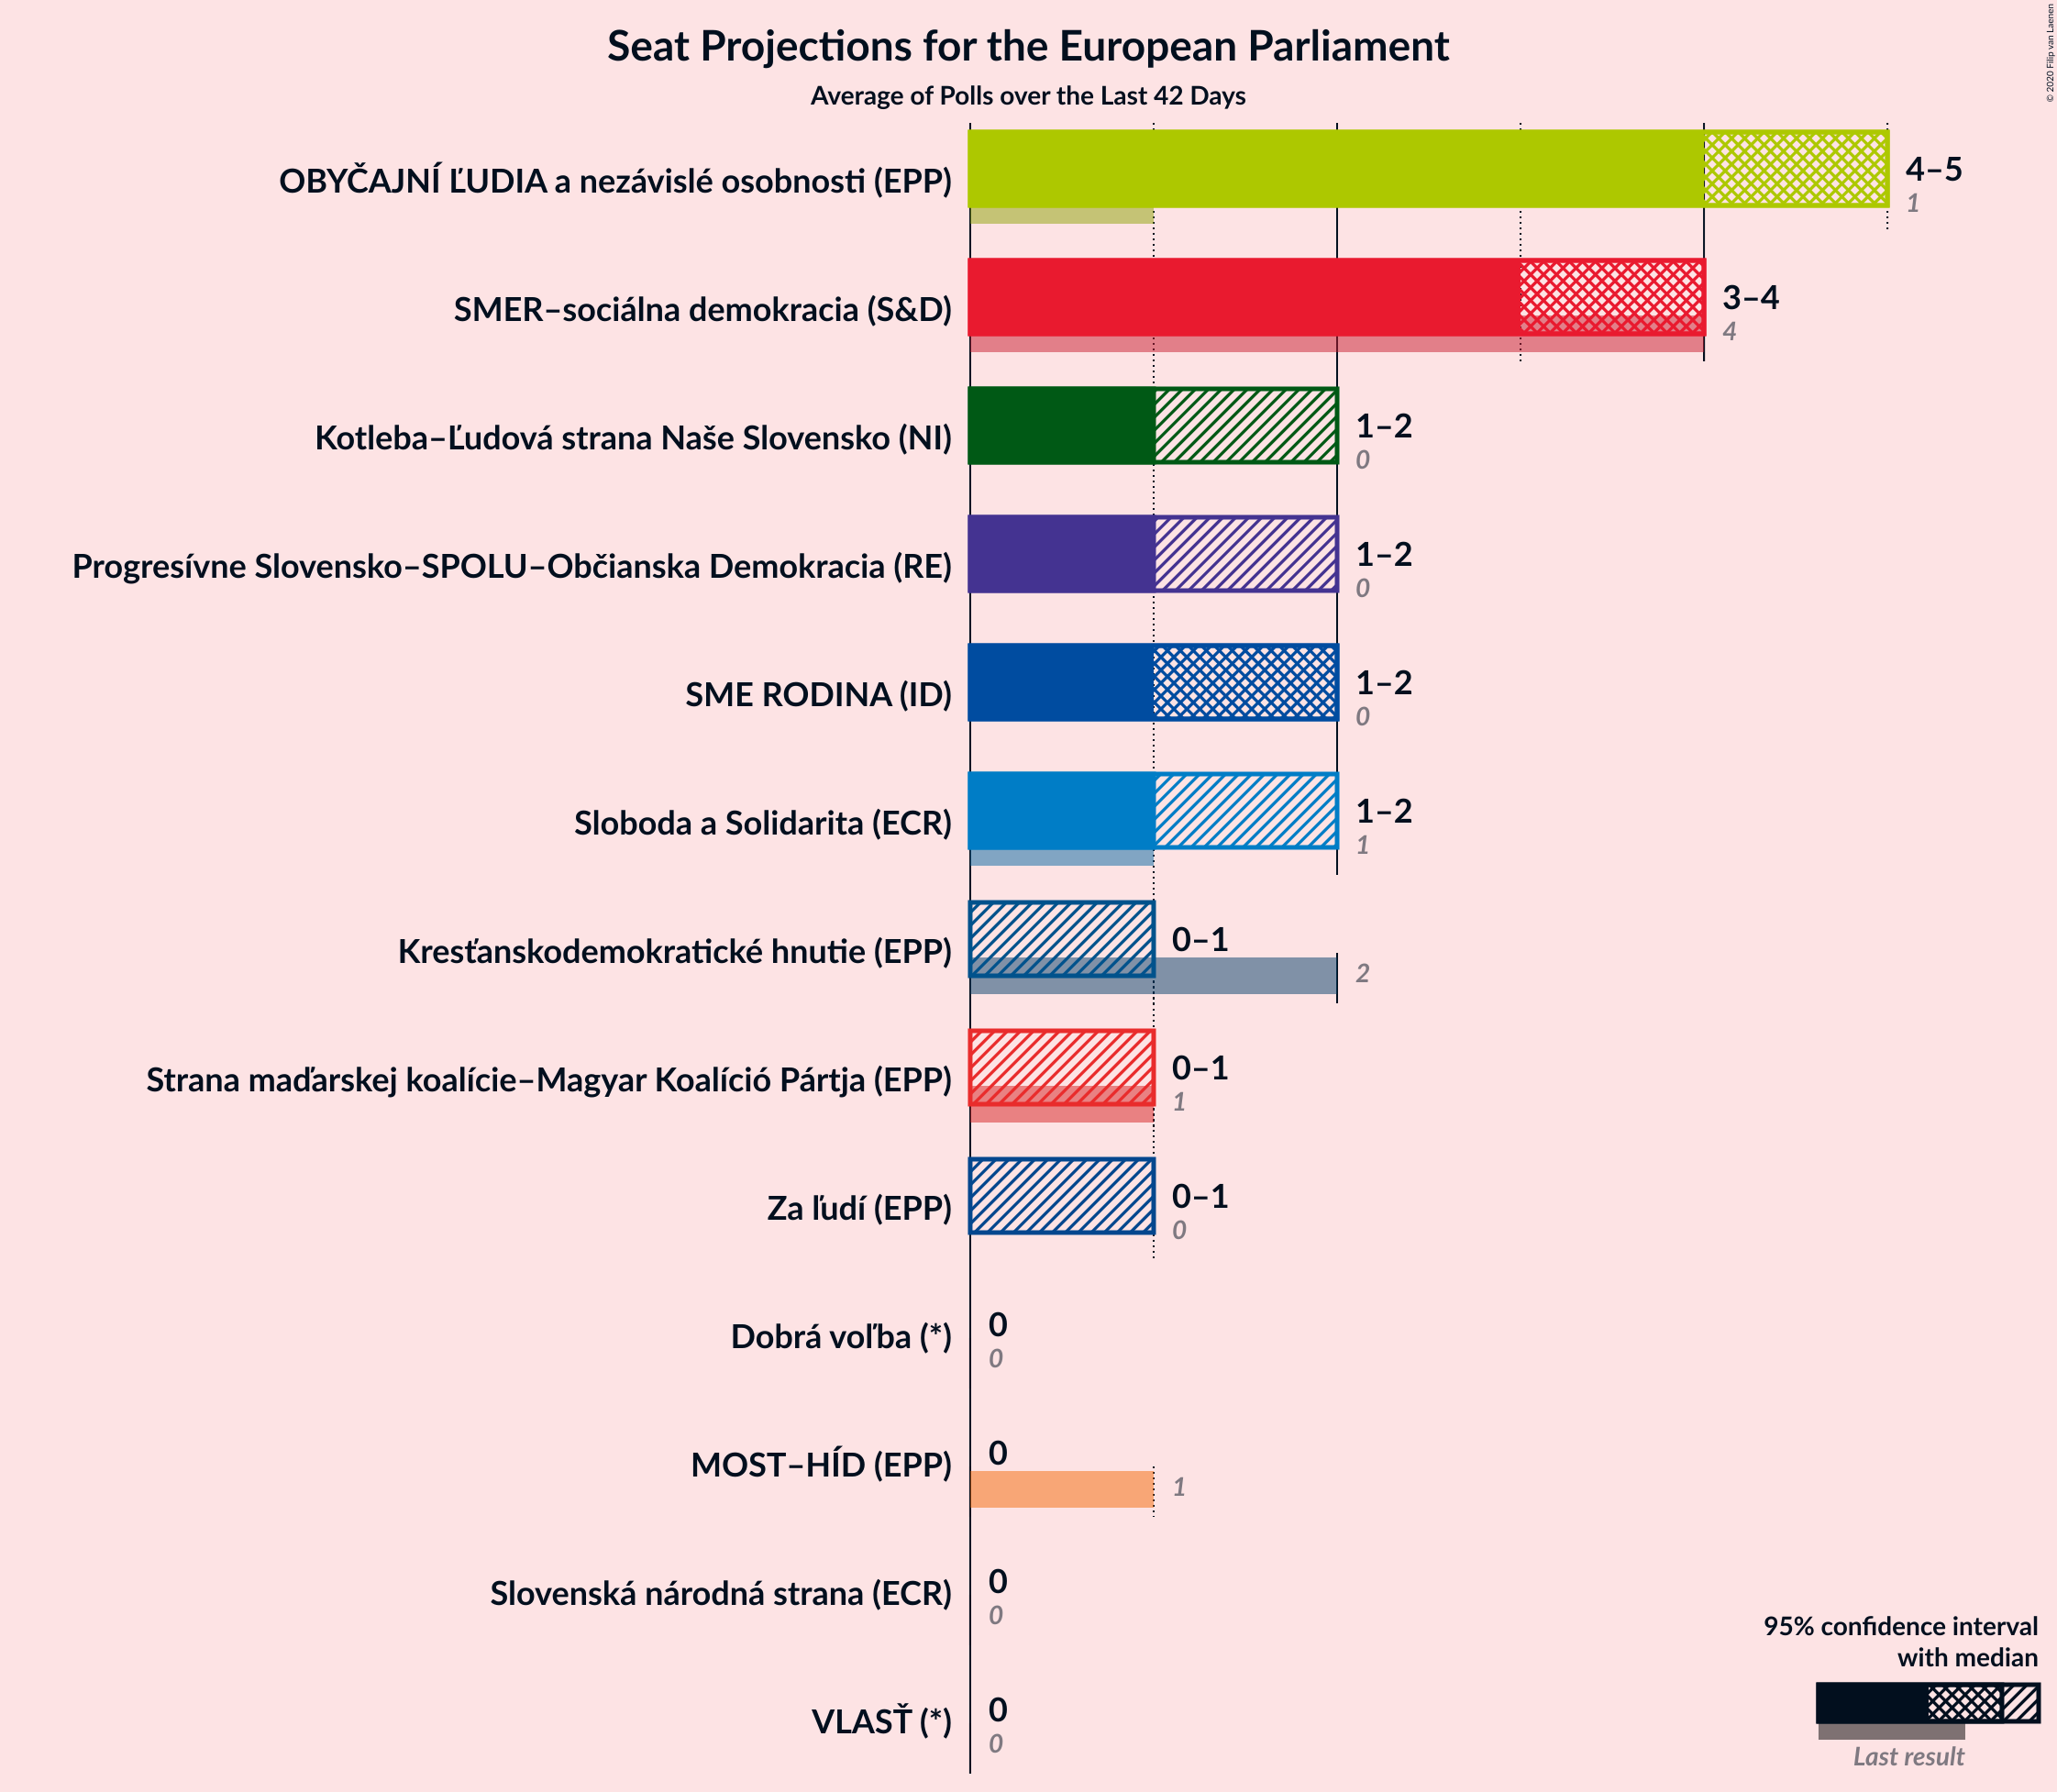 Seat Projections for the European Parliament
Average of Polls over the Last 42 Days
© 2020 Filip van Laenen
OBYČAJNÍ ĽUDIA a nezávislé osobnosti (EPP)
4–5
1
SMER–sociálna demokracia (S&D)
3–4
4
Kotleba–Ľudová strana Naše Slovensko (NI)
1–2
0
Progresívne Slovensko–SPOLU–Občianska Demokracia (RE)
1–2
0
SME RODINA (ID)
1–2
0
Sloboda a Solidarita (ECR)
1–2
1
Kresťanskodemokratické hnutie (EPP)
0–1
2
Strana maďarskej koalície–Magyar Koalíció Pártja (EPP)
0–1
1
Za ľudí (EPP)
0–1
0
Dobrá voľba (*)
0
0
MOST–HÍD (EPP)
0
1
Slovenská národná strana (ECR)
0
0
VLASŤ (*)
0
0
95% confidence interval
with median
Last result